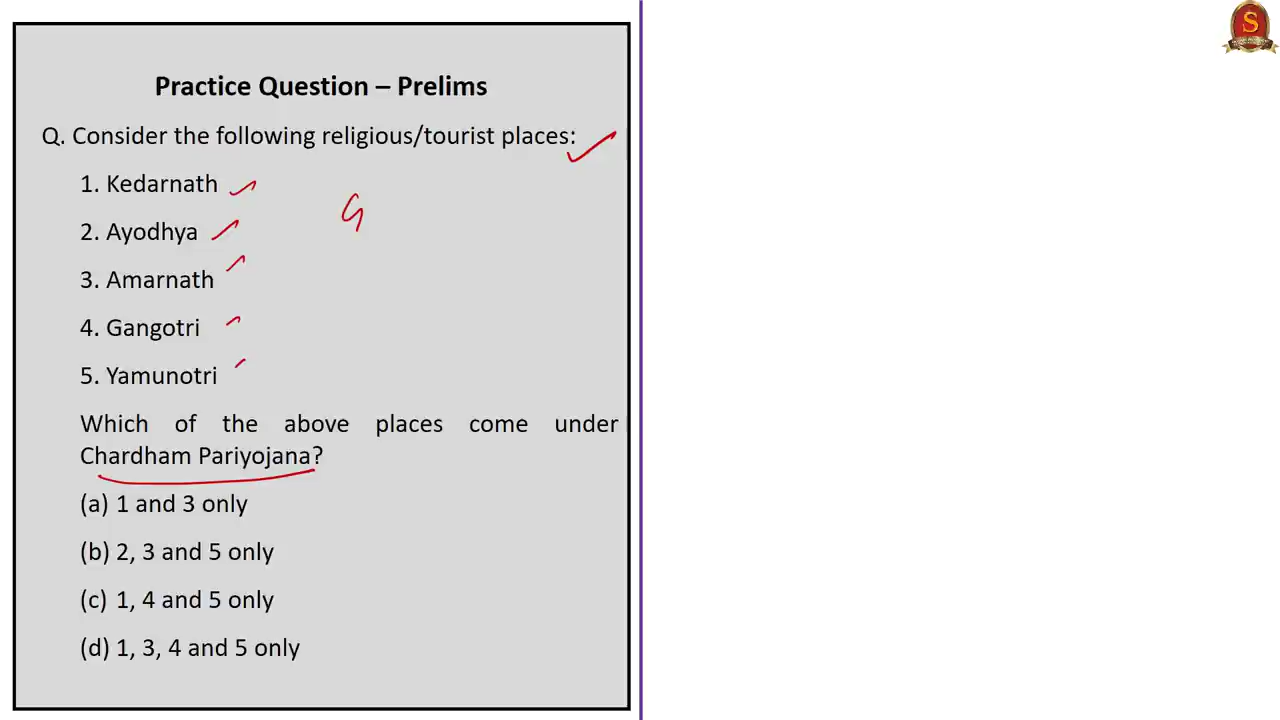 Practice Question – Prelims
Q. Consider the following religious/tourist places:
1. Kedarnath
2. Ayodhya
3. Amarnath
4. Gangotri
5. Yamunotri
Which of the above places come under
Chardham Pariyojana?
(a) 1 and 3 only
(b) 2, 3 and 5 only
(c) 1, 4 and 5 only
(d) 1, 3, 4 and 5 only
S